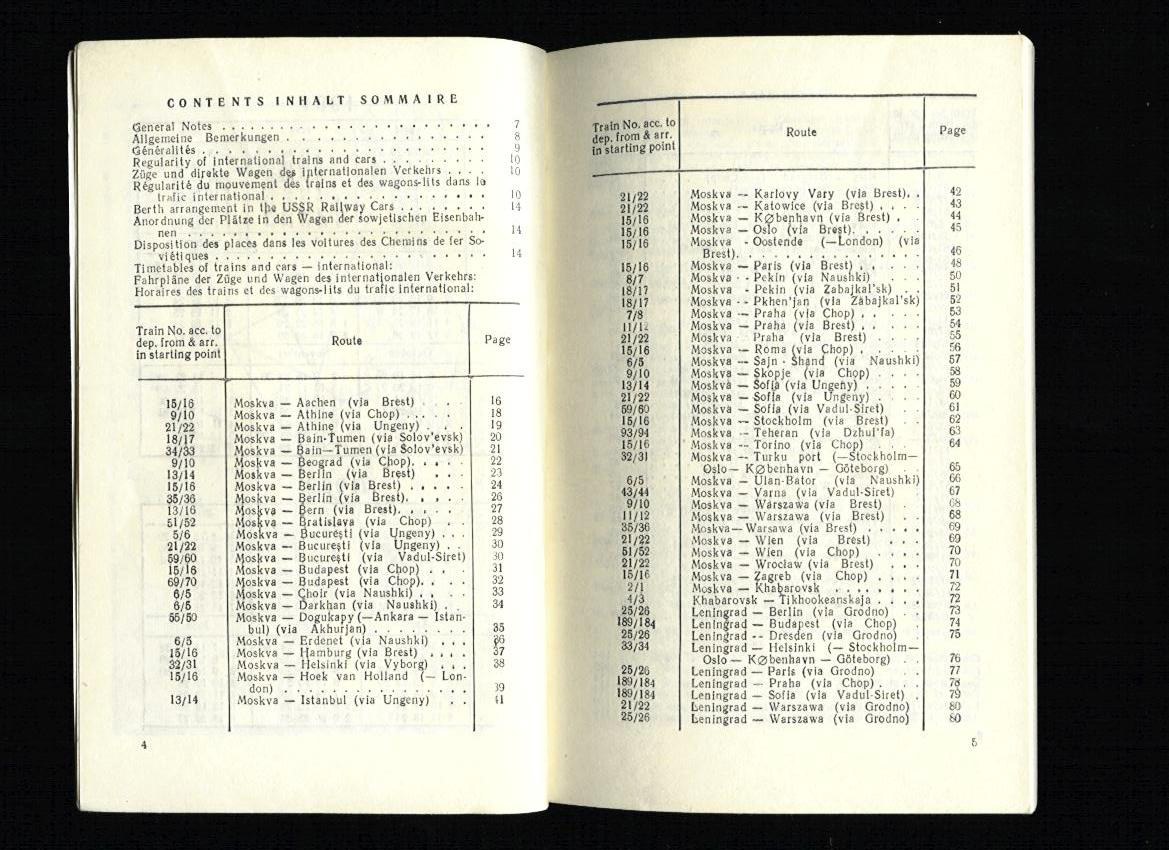 CONTENTS INHALT SOMMAIRE
General Notes . . . . . . . . . . . . . . . . . . . . . . 7
Allgemeine Bemerkungen . . . . . . . . . . . . . . . . 8
Généralités . . . . . . . . . . . . . . . . . . . . . . . 9
Regularity of international trains and cars . . . . . . . . . 10
Züge und direkte Wagen des internationalen Verkehrs . . . . 10
Régularité du mouvement des trains et des wagons-lits dans le
trafic international . . . . . . . . . . . . . . . . . 10
Berth arrangement in the USSR Railway Cars . . . . . . . . 14
Anordnung der Plätze in den Wagen der sowjetischen Eisenbah-
nen . . . . . . . . . . . . . . . . . . . . . . . . 14
Disposition des places dans les voltures des Chemins de fer So-
viétiques . . . . . . . . . . . . . . . . . . . . . . 14
Timetables of trains and cars — international:
Fahrpläne der Züge und Wagen des internationalen Verkehrs:
Horaires des trains et des wagons-lits du trafic international:
Train No. acc. to
dep. from & arr.
in starting point
Route
Page
15/16 Moskva — Aachen (via Brest) . . . 16
9/10 Moskva — Athine (via Chop) . . . . 18
21/22 Moskva — Athine (via Ungeny) . . . 19
18/17 Moskva — Bain-Tumen (via Solov'evsk) 20
34/33 Moskva — Bain—Tumen (via Solov'evsk) 21
9/10 Moskva — Beograd (via Chop). . . . . 22
13/14 Moskva — Berlin (via Brest) . . . 23
15/16 Moskva — Berlin (via Brest) . . . . 24
35/36 Moskva — Berlin (via Brest). . . . . 26
13/16 Moskva — Bern (via Brest). . . . . . 27
51/52 Moskva — Bratislava (via Chop) . . 28
5/6 Moskva — Bucureşti (via Ungeny) . . . 29
21/22 Moskva — Bucureşti (via Ungeny) . . 30
59/60 Moskva — Bucureşti (via Vadul-Siret) 30
15/16 Moskva — Budapest (via Chop) . . . 31
69/70 Moskva — Budapest (via Chop). . . . 32
6/5 Moskva — Choir (via Naushki) . . . 33
6/5 Moskva — Darkhan (via Naushki) . . 34
55/50 Moskva — Dogukapy (—Ankara — Istan-
bul) (via Akhurjan) . . . . . . . . . 35
6/5 Moskva — Erdenet (via Naushki) . . . 36
15/16 Moskva — Hamburg (via Brest) . . . . 37
32/31 Moskva — Helsinki (via Vyborg) . . . 38
15/16 Moskva — Hoek van Holland (— Lon-
don) . . . . . . . . . . . . . . . . 39
13/14 Moskva — Istanbul (via Ungeny) . . 41
4
Train No. acc. to
dep. from & arr.
in starting point
Route
Page
21/22 Moskva — Karlovy Vary (via Brest). . 42
21/22 Moskva — Katowice (via Brest) . . . . 43
15/16 Moskva — KØbenhavn (via Brest) . . . 44
15/16 Moskva — Oslo (via Brest). . . . . . 45
15/16 Moskva - Oostende (—London) (via
Brest). . . . . . . . . . . . . . . . 46
15/16 Moskva — Paris (via Brest) . . . . . 48
8/7 Moskva - - Pekin (via Naushki) . . . 50
18/17 Moskva - Pekin (via Zabajkal'sk) . . 51
18/17 Moskva - - Pkhen'jan (via Zabajkal'sk) 52
7/8 Moskva — Praha (via Chop) . . . . . 53
11/12 Moskva — Praha (via Brest) . . . . . 54
21/22 Moskva Praha (via Brest) . . . . 55
15/16 Moskva -- Roma (via Chop) . . . . . 56
6/5 Moskva -- Sajn - Shand (via Naushki) 57
9/10 Moskva — Skopje (via Chop) . . . . 58
13/14 Moskva — Sofia (via Ungeny) . . . . . 59
21/22 Moskva — Sofia (via Ungeny) . . . . 60
59/60 Moskva — Sofia (via Vadul-Siret) . . 61
15/16 Moskva — Stockholm (via Brest) . . . 62
93/94 Moskva -- Teheran (via Dzhul'fa) . . 63
15/16 Moskva — Torino (via Chop) . . . . 64
32/31 Moskva -- Turku port (—Stockholm—
Oslo— KØbenhavn — Göteborg) . . 65
6/5 Moskva — Ulan-Bator (via Naushki) 66
43/44 Moskva — Varna (via Vadul-Siret) . 67
9/10 Moskva — Warszawa (via Brest) . . 68
11/12 Moskva — Warszawa (via Brest) . . 68
35/36 Moskva—Warsawa (via Brest) . . . . . 69
21/22 Moskva — Wien (via Brest) . . . . 69
51/52 Moskva — Wien (via Chop) . . . . 70
21/22 Moskva — Wrocław (via Brest) . . . . 70
15/16 Moskva — Zagreb (via Chop) . . . . 71
2/1 Moskva — Khabarovsk . . . . . . . 72
4/3 Khabarovsk — Tikhookeanskaja . . . . 72
25/26 Leningrad — Berlin (via Grodno) . . 73
189/184 Leningrad — Budapest (via Chop) . . 74
25/26 Leningrad -- Dresden (via Grodno) . . 75
33/34 Leningrad — Helsinki (— Stockholm—
Oslo — KØbenhavn — Göteborg) . . 76
25/26 Leningrad — Paris (via Grodno) . . . 77
189/184 Leningrad — Praha (via Chop) . . . . 78
189/184 Leningrad — Sofia (via Vadul-Siret) . 79
21/22 Leningrad — Warszawa (via Grodno) 80
25/26 Leningrad — Warszawa (via Grodno) 80
5